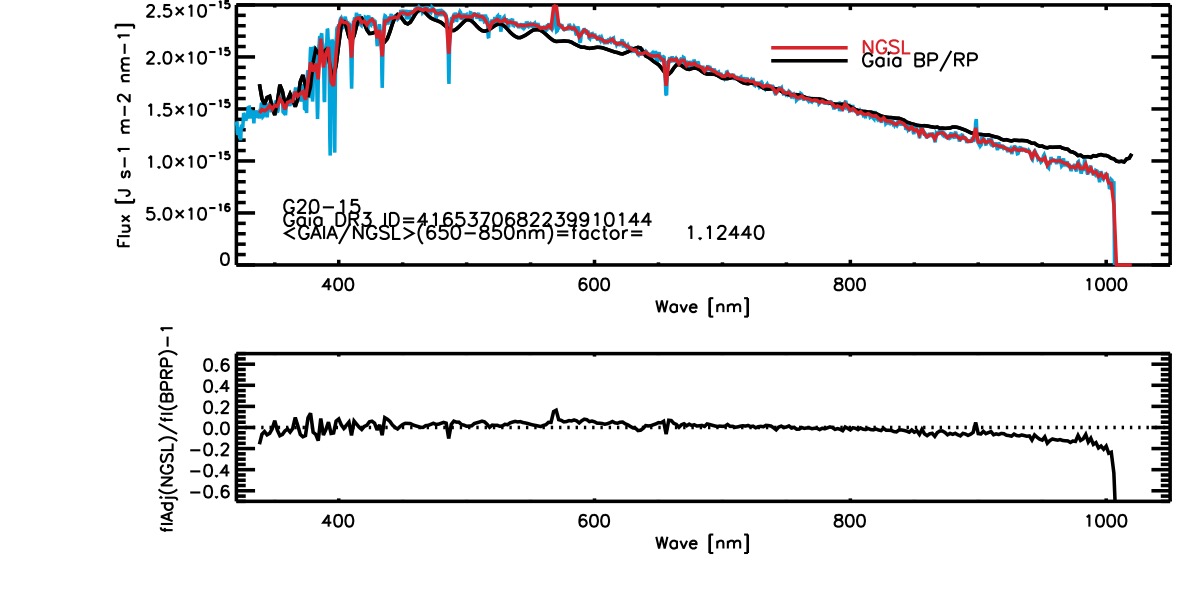 2.5×10−15
2.0×10−15
1.5×10−15
1.0×10−15
5.0×10−16
0
Flux [J s−1 m−2 nm−1]
NGSL
Gaia BP/RP
G20−15
Gaia DR3 ID=4165370682239910144
<GAIA/NGSL>(650−850nm)=factor= 1.12440
400 600 800 1000
Wave [nm]
flAdj(NGSL)/fl(BPRP)−1
0.6
0.4
0.2
0.0
−0.2
−0.4
−0.6
400 600 800 1000
Wave [nm]